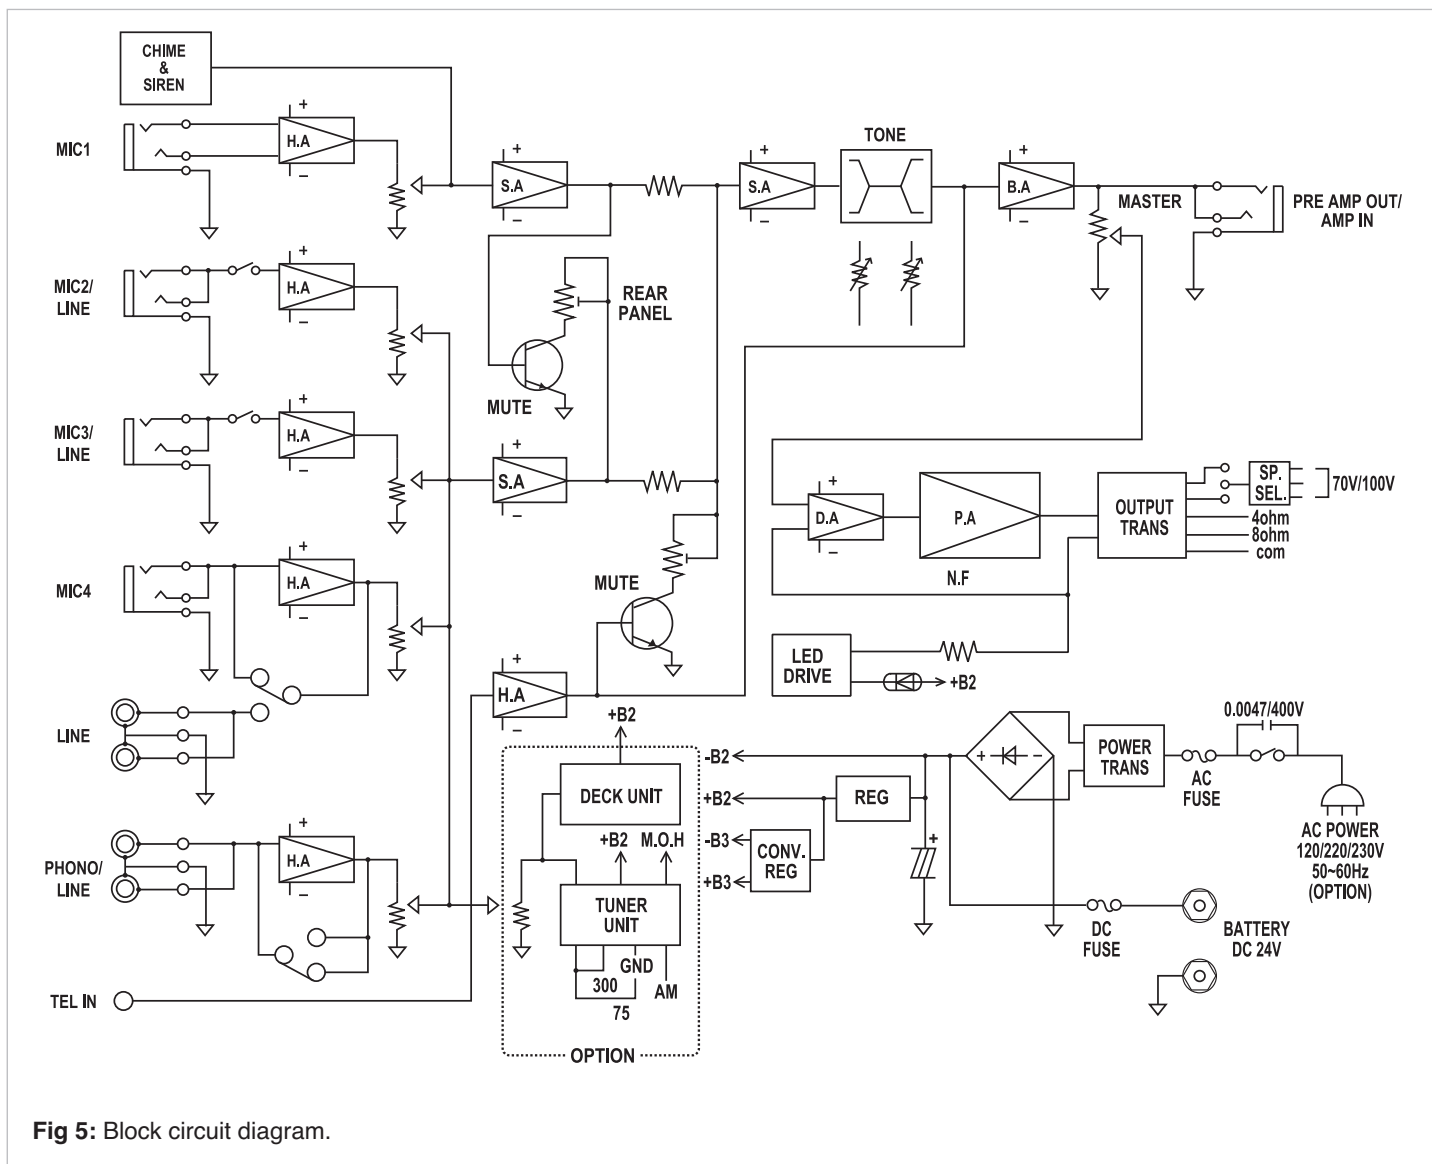 CHIME
&
SIREN
MIC1
+
H.A
−
+
S.A
−
+
S.A
−
TONE
+
B.A
−
MASTER
PRE AMP OUT/
AMP IN
MIC2/
LINE
+
H.A
−
REAR
PANEL
MUTE
MIC3/
LINE
+
H.A
−
+
S.A
−
+
D.A
−
P.A
N.F
OUTPUT
TRANS
SP.
SEL.
70V/100V
4ohm
8ohm
com
MIC4
+
H.A
−
MUTE
LED
DRIVE
+B2
+
H.A
−
LINE
+B2
DECK UNIT
+B2
M.O.H
TUNER
UNIT
GND
300
AM
75
OPTION
-B2
+B2
-B3
+B3
REG
CONV.
REG
+
+
−
POWER
TRANS
AC
FUSE
0.0047/400V
AC POWER
120/220/230V
50~60Hz
(OPTION)
DC
FUSE
BATTERY
DC 24V
PHONO/
LINE
+
H.A
−
TEL IN
Fig 5: Block circuit diagram.